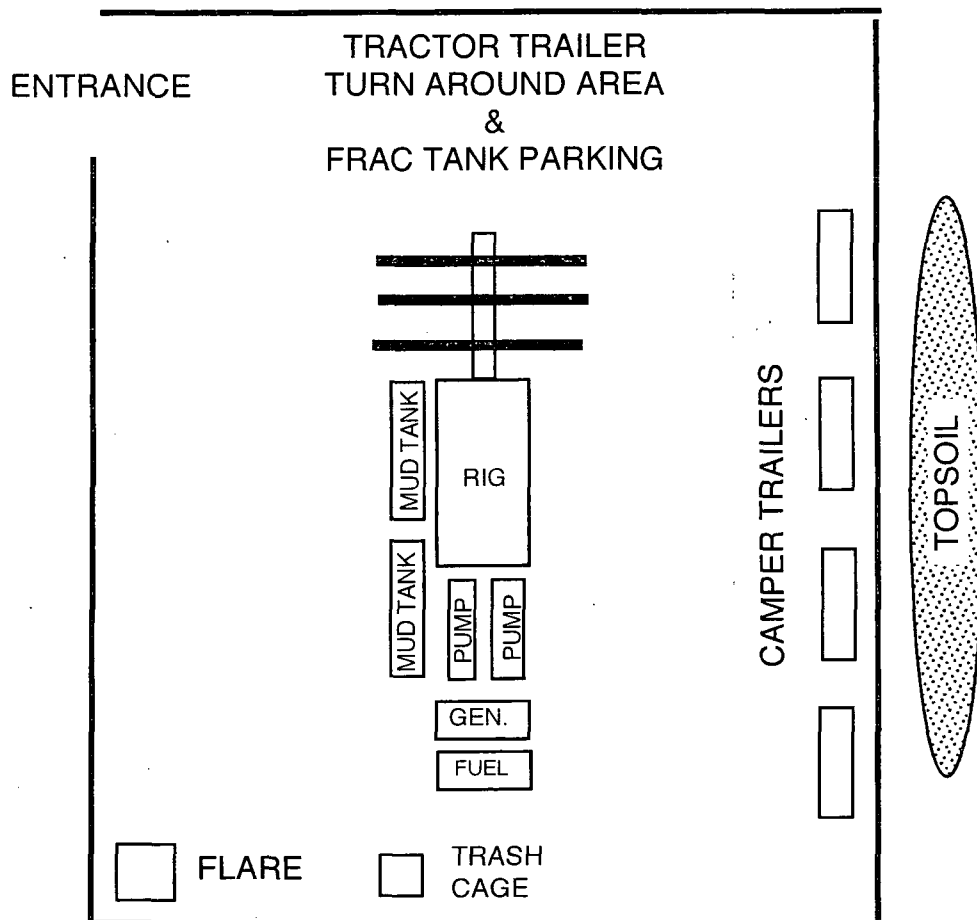 ENTRANCE
TRACTOR TRAILER
TURN AROUND AREA
&
FRAC TANK PARKING
MUD TANK
RIG
MUD TANK
PUMP
PUMP
GEN.
FUEL
CAMPER TRAILERS
TOPSOIL
FLARE
TRASH
CAGE